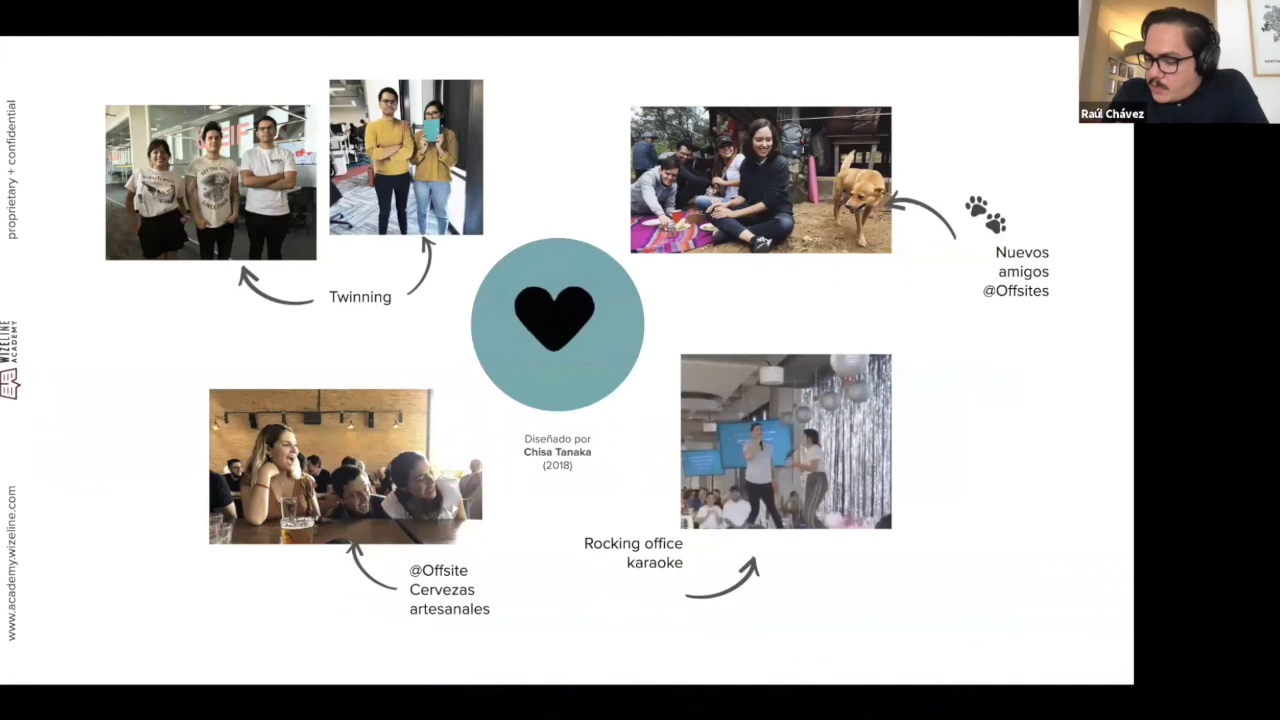 proprietary + confidential
WIZELINE
ACADEMY
www.academy.wizeline.com
Raúl Chávez
Twinning
Nuevos
amigos
@Offsites
Diseñado por
Chisa Tanaka
(2018)
@Offsite
Cervezas
artesanales
Rocking office
karaoke